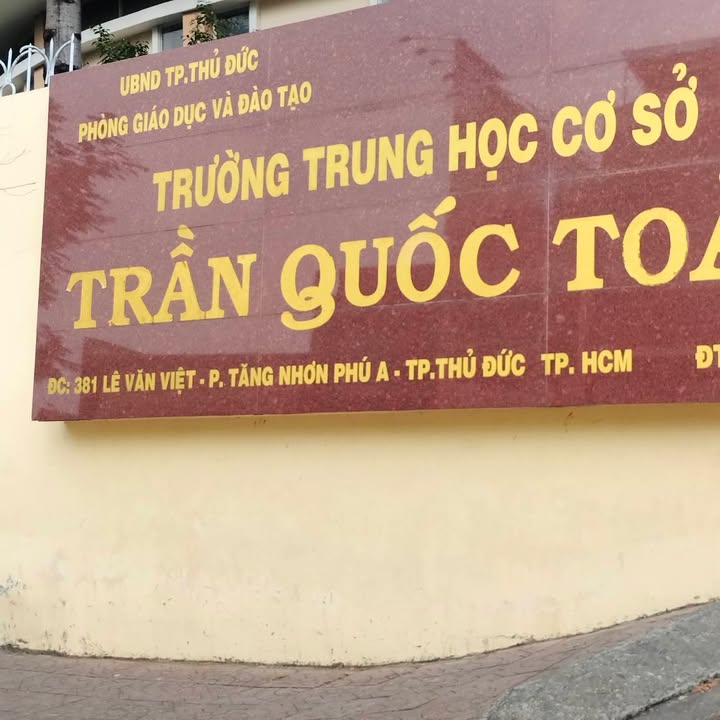 UBND TP.THỦ ĐỨC
PHÒNG GIÁO DỤC VÀ ĐÀO TẠO
TRƯỜNG TRUNG HỌC CƠ SỞ
TRẦN QUỐC
ĐC: 381 LÊ VĂN VIỆT - P. TĂNG NHƠN PHÚ A - TP.THỦ ĐỨC TP. HCM ĐT